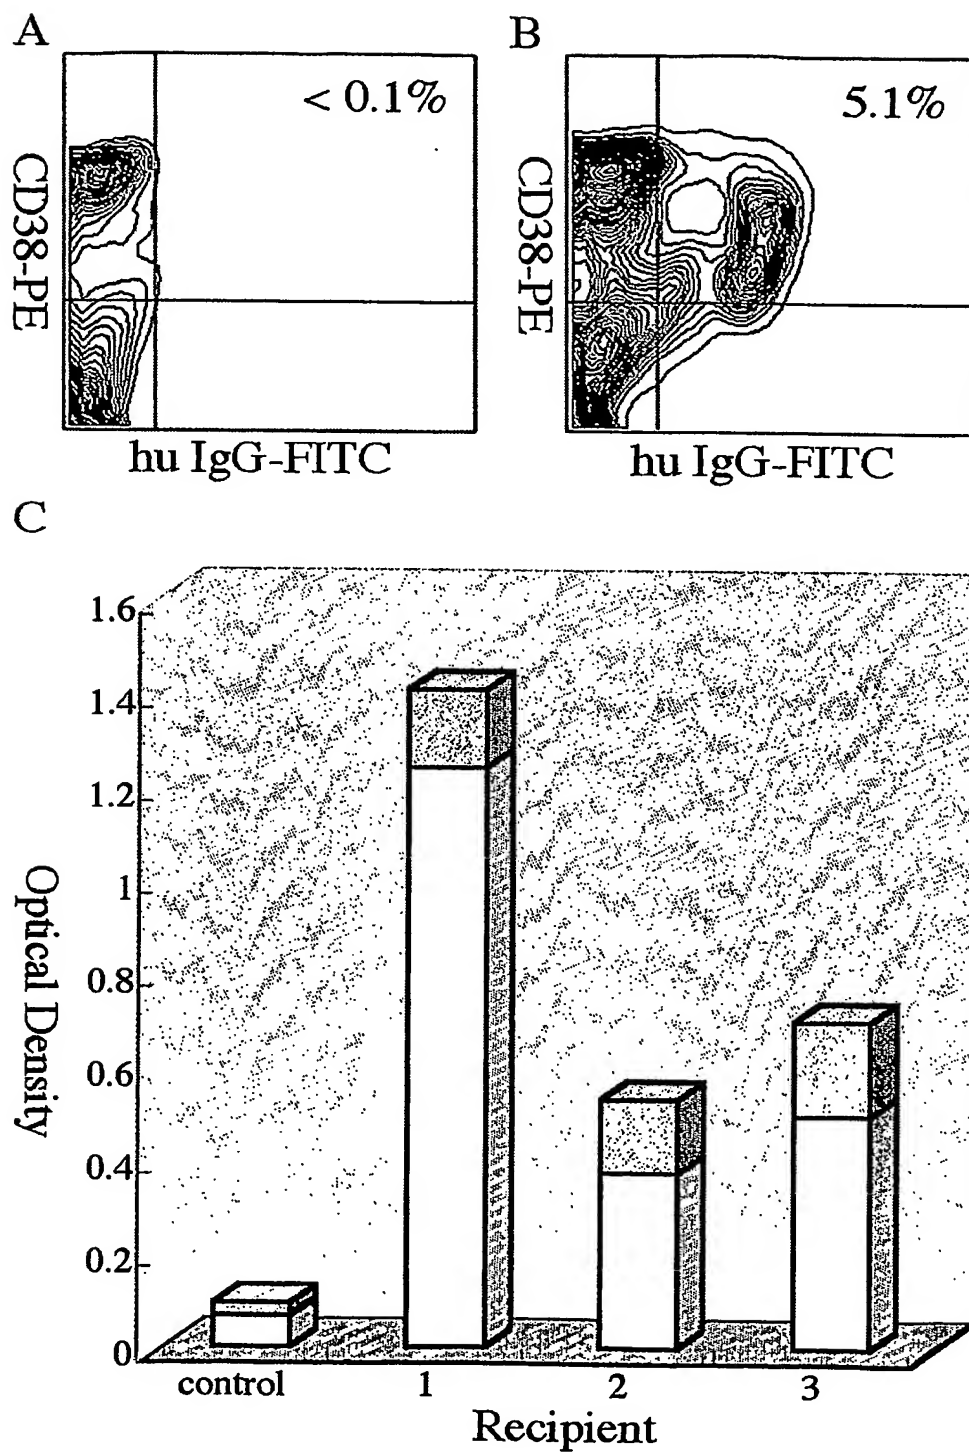 A
B
< 0.1%
5.1%
CD38-PE
CD38-PE
hu IgG-FITC
hu IgG-FITC
C
1.6
1.4
1.2
1
0.8
0.6
0.4
0.2
0
Optical Density
control 1 2 3
Recipient